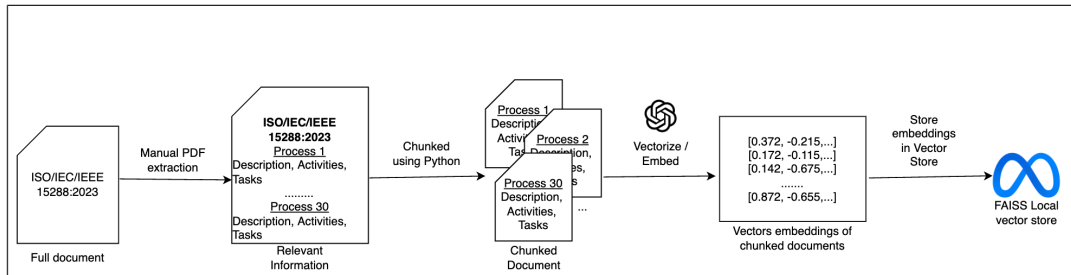 ISO/IEC/IEEE
15288:2023
Full document
Manual PDF
extraction
ISO/IEC/IEEE
15288:2023
Process 1
Description, Activities,
Tasks
.........
Process 30
Description, Activities,
Tasks
Relevant
Information
Chunked
using Python
Process 1
Process 2
Process 30
Description,
Activities,
Tasks
...
Chunked
Document
Vectorize /
Embed
[0.372, -0.215,...]
[0.172, -0.115,...]
[0.142, -0.675,...]
.......
[0.872, -0.655,...]
Vectors embeddings of
chunked documents
Store
embeddings
in Vector
Store
FAISS Local
vector store